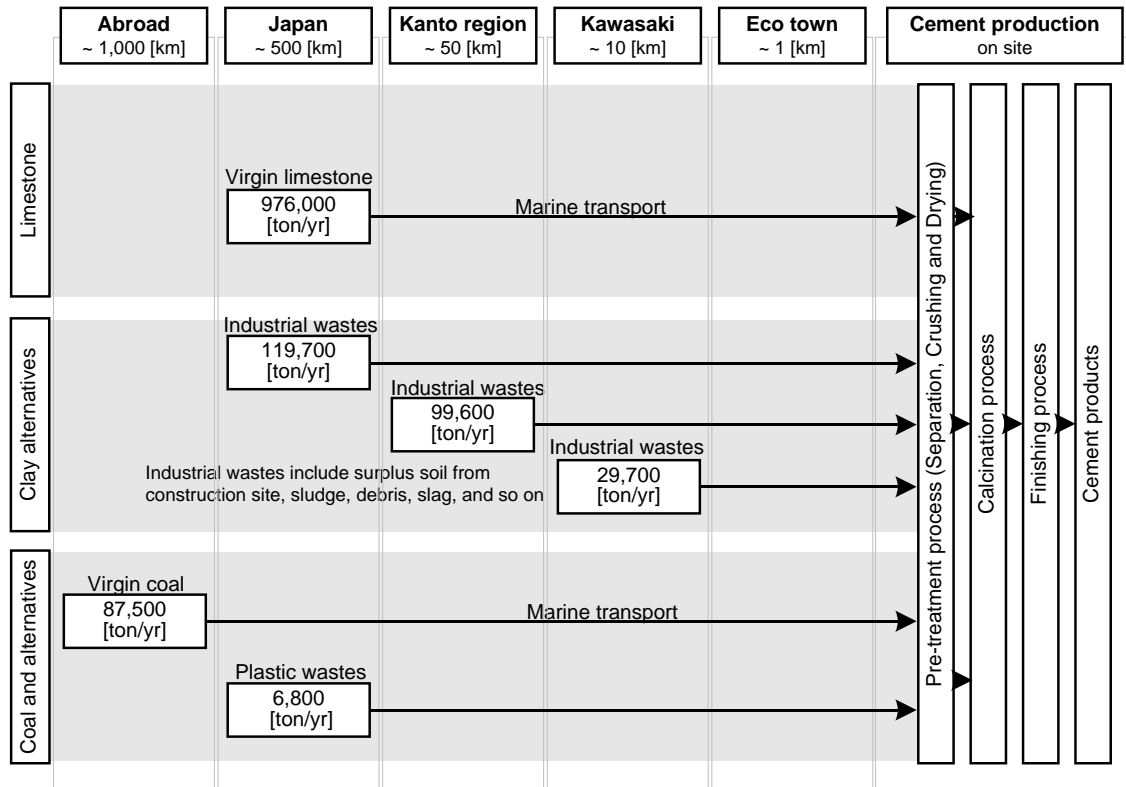 Abroad
~ 1,000 [km]
Japan
~ 500 [km]
Kanto region
~ 50 [km]
Kawasaki
~ 10 [km]
Eco town
~ 1 [km]
Cement production
on site
Limestone
Virgin limestone
976,000
[ton/yr]
Marine transport
Clay alternatives
Industrial wastes
119,700
[ton/yr]
Industrial wastes
99,600
[ton/yr]
Industrial wastes
29,700
[ton/yr]
Industrial wastes include surplus soil from
construction site, sludge, debris, slag, and so on
Coal and alternatives
Virgin coal
87,500
[ton/yr]
Marine transport
Plastic wastes
6,800
[ton/yr]
Pre-treatment process (Separation, Crushing and Drying)
Calcination process
Finishing process
Cement products